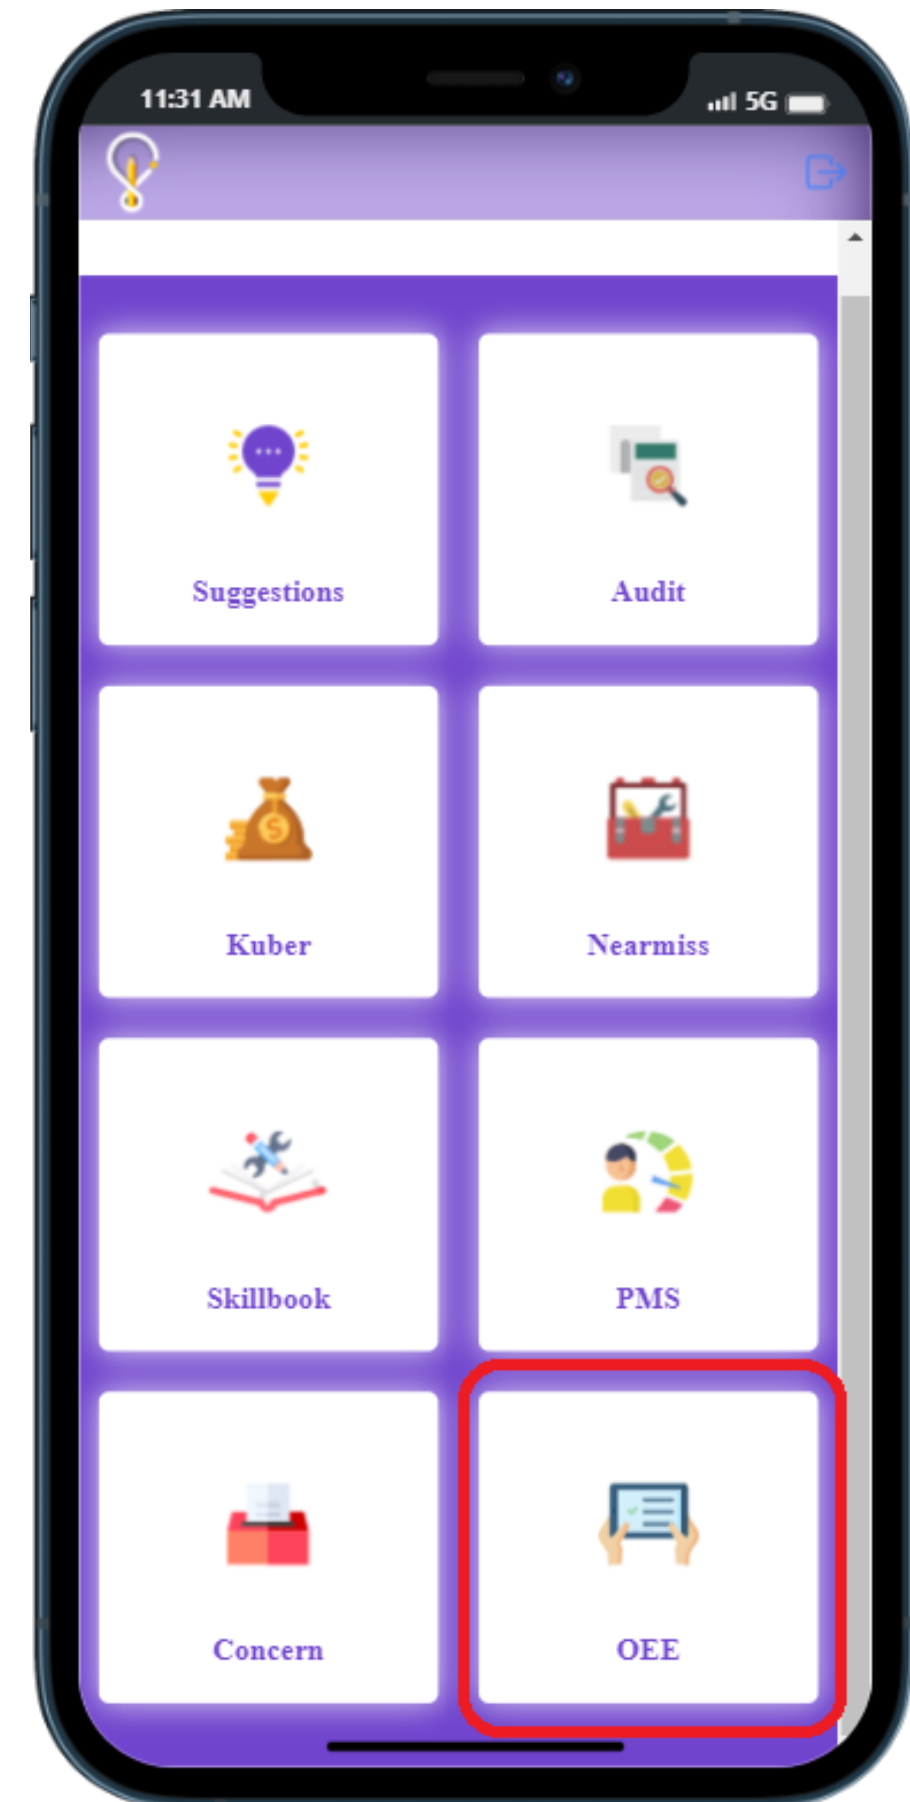 11:31 AM 5G
Suggestions Audit
Kuber Nearmiss
Skillbook PMS
Concern OEE